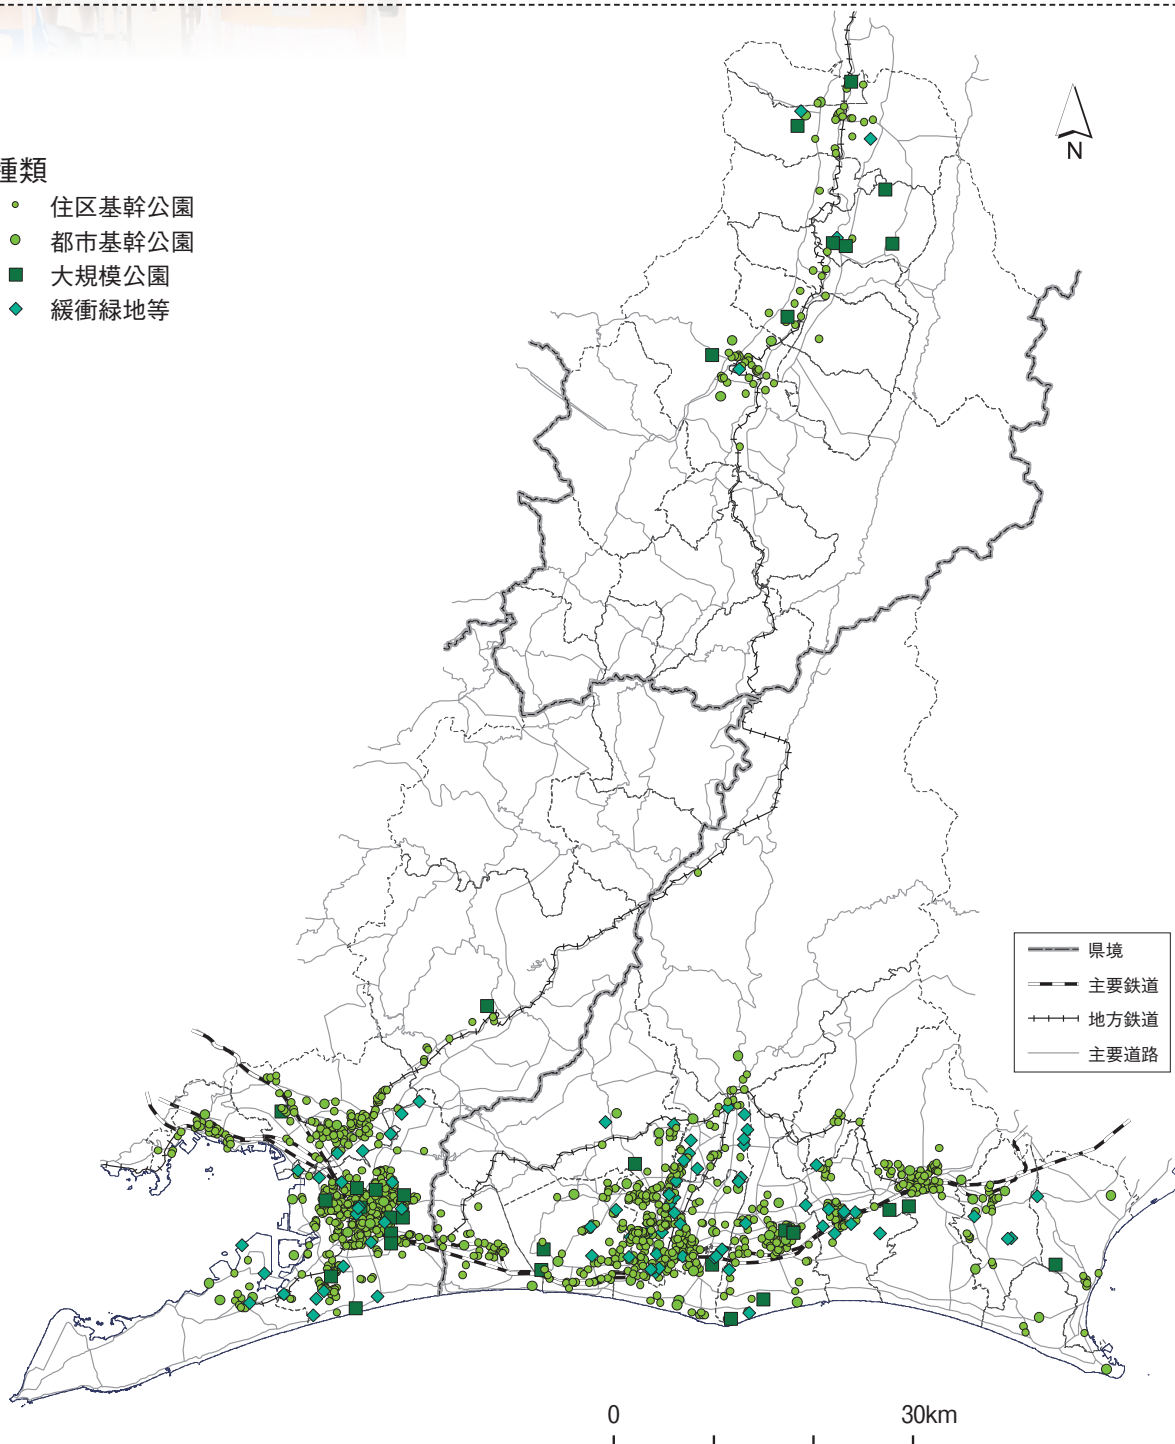 種類
住区基幹公園
都市基幹公園
大規模公園
緩衝緑地等
N
県境
主要鉄道
地方鉄道
主要道路
0 30km